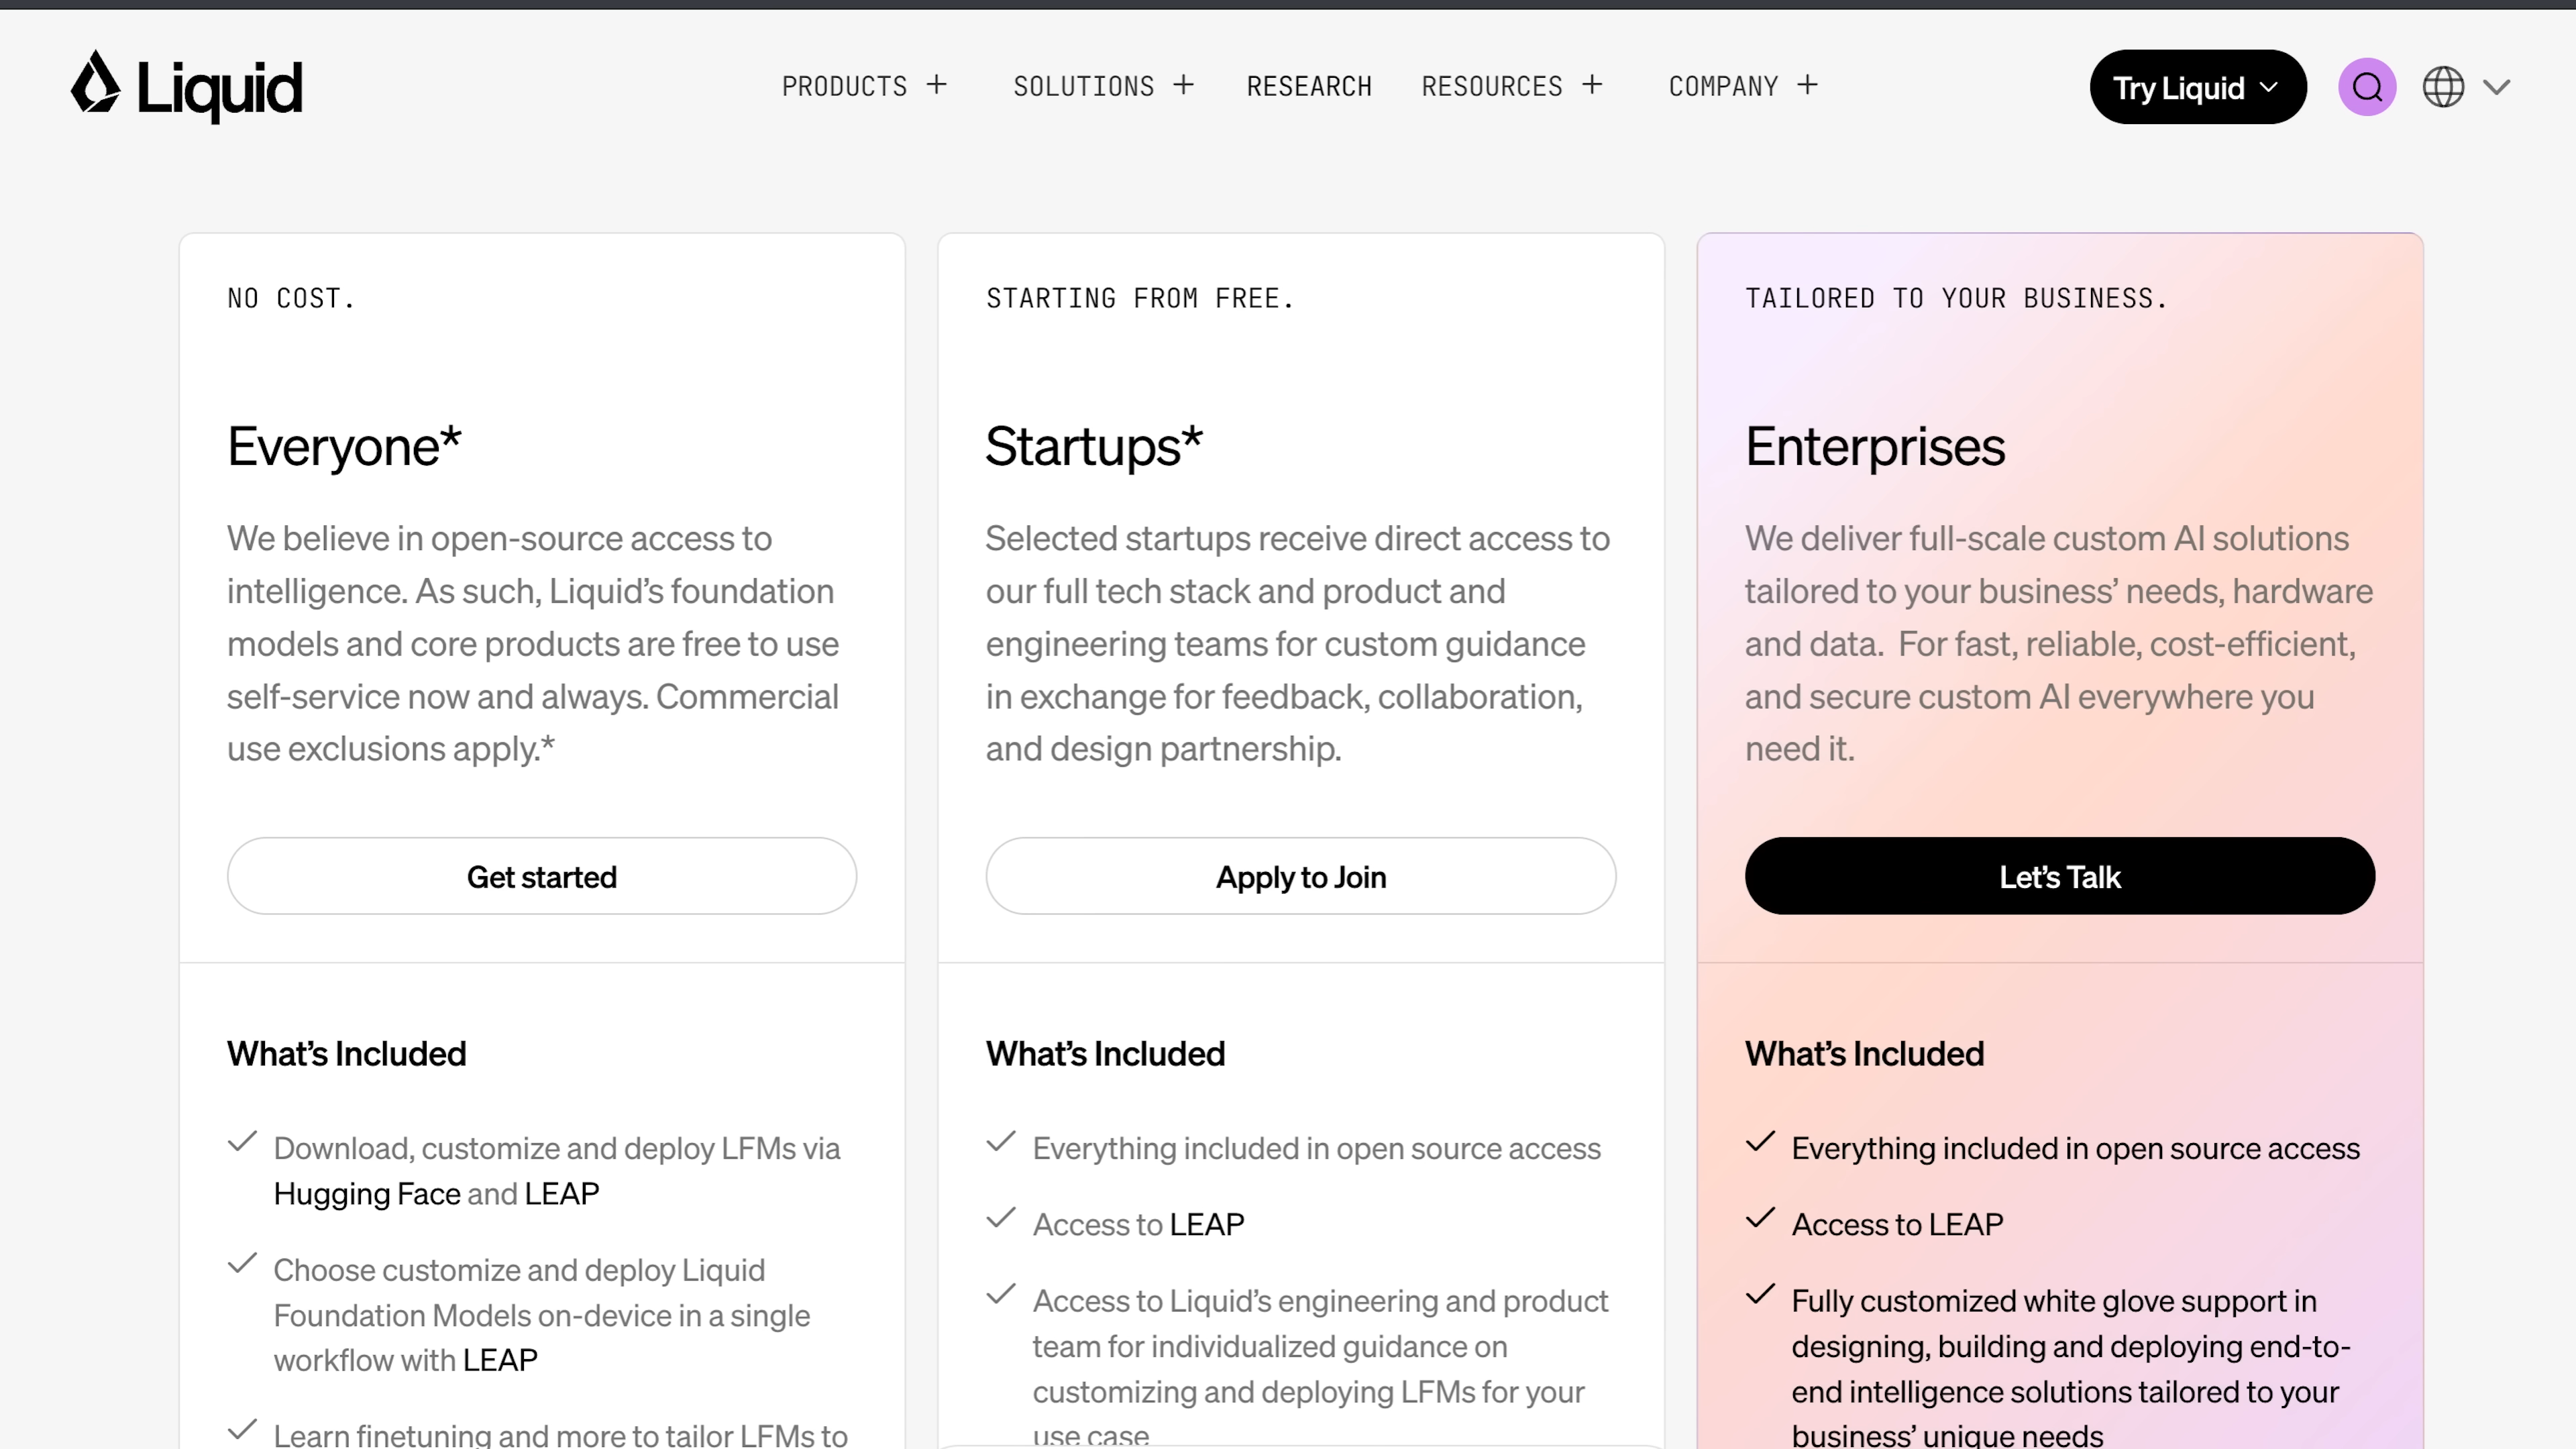 Liquid
PRODUCTS +
SOLUTIONS +
RESEARCH
RESOURCES +
COMPANY +
Try Liquid
NO COST.
Everyone*
We believe in open-source access to
intelligence. As such, Liquid’s foundation
models and core products are free to use
self-service now and always. Commercial
use exclusions apply.*
Get started
What’s Included
Download, customize and deploy LFMs via
Hugging Face and LEAP
Choose customize and deploy Liquid
Foundation Models on-device in a single
workflow with LEAP
Learn finetuning and more to tailor LFMs to
STARTING FROM FREE.
Startups*
Selected startups receive direct access to
our full tech stack and product and
engineering teams for custom guidance
in exchange for feedback, collaboration,
and design partnership.
Apply to Join
What’s Included
Everything included in open source access
Access to LEAP
Access to Liquid’s engineering and product
team for individualized guidance on
customizing and deploying LFMs for your
use case
TAILORED TO YOUR BUSINESS.
Enterprises
We deliver full-scale custom AI solutions
tailored to your business’ needs, hardware
and data.  For fast, reliable, cost-efficient,
and secure custom AI everywhere you
need it.
Let’s Talk
What’s Included
Everything included in open source access
Access to LEAP
Fully customized white glove support in
designing, building and deploying end-to-
end intelligence solutions tailored to your
business’ unique needs